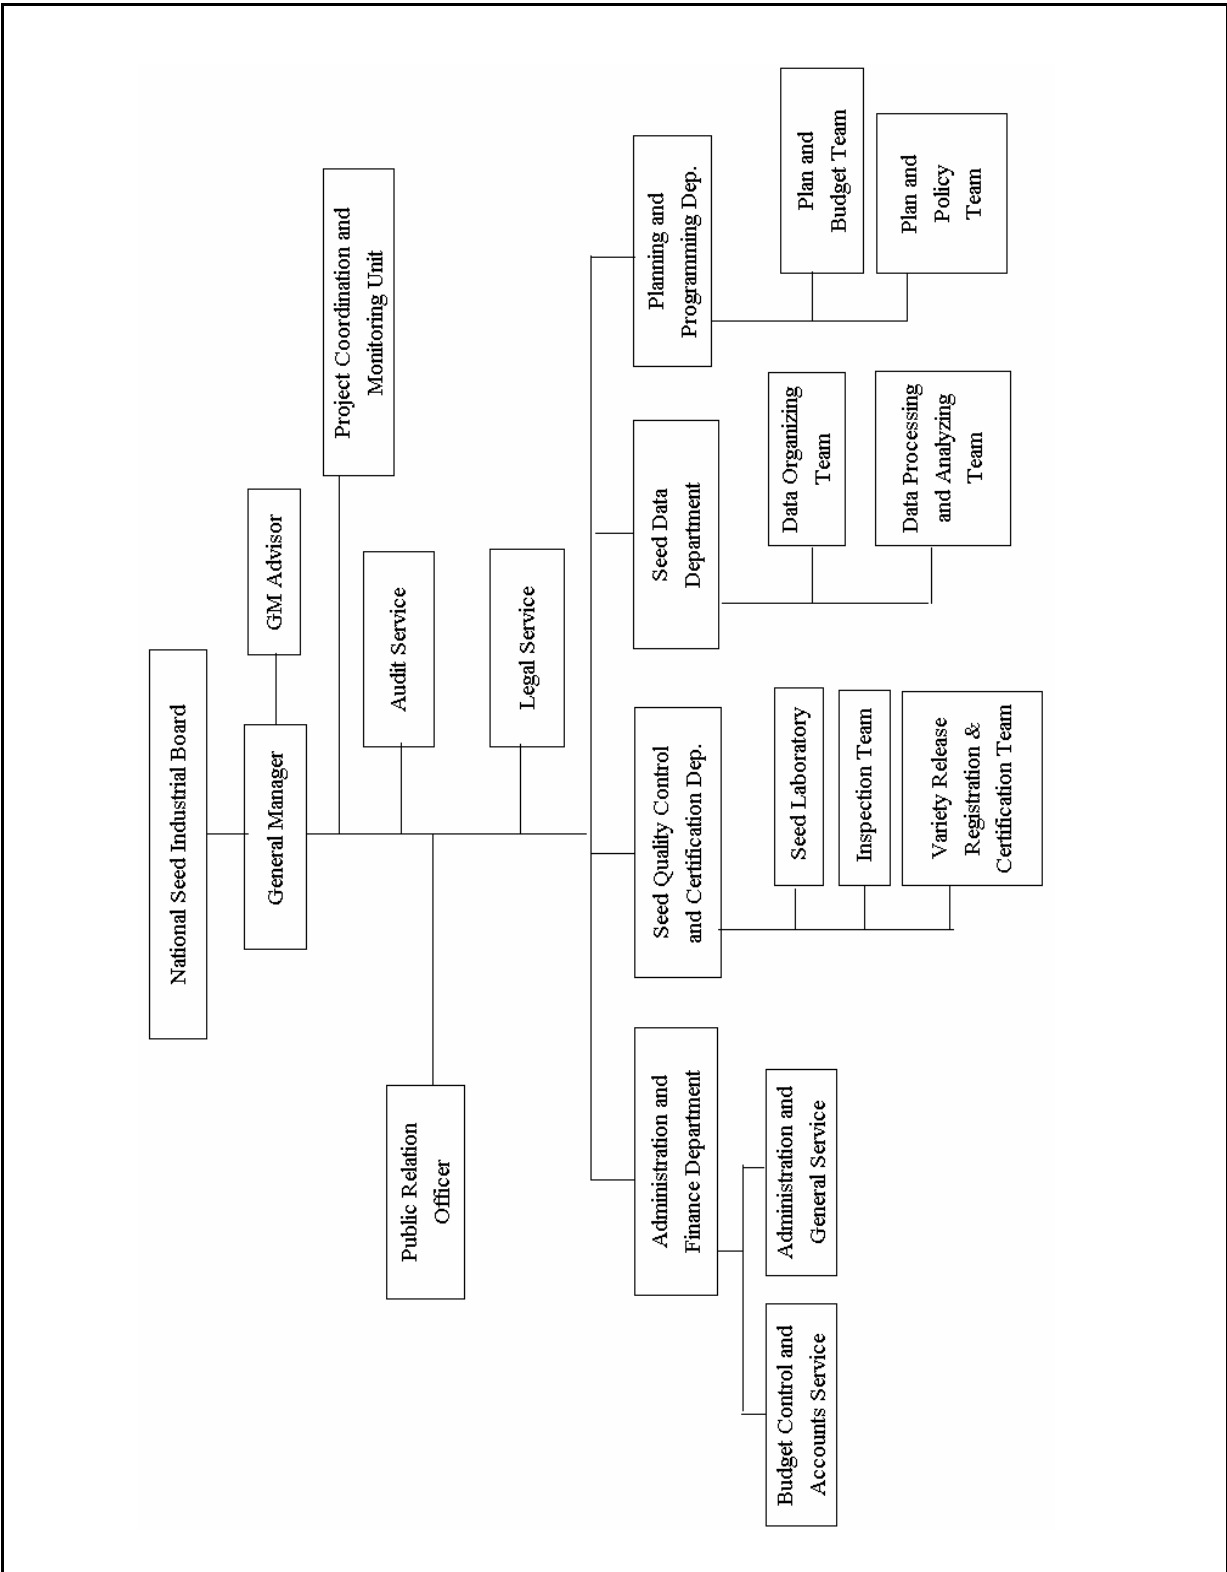 National Seed Industrial Board
General Manager
GM Advisor
Project Coordination and
Monitoring Unit
Audit Service
Public Relation
Officer
Legal Service
Administration and
Finance Department
Seed Quality Control
and Certification Dep.
Seed Data
Department
Planning and
Programming Dep.
Budget Control and
Accounts Service
Administration and
General Service
Seed Laboratory
Inspection Team
Variety Release
Registration &
Certification Team
Data Organizing
Team
Data Processing
and Analyzing
Team
Plan and
Budget Team
Plan and
Policy
Team